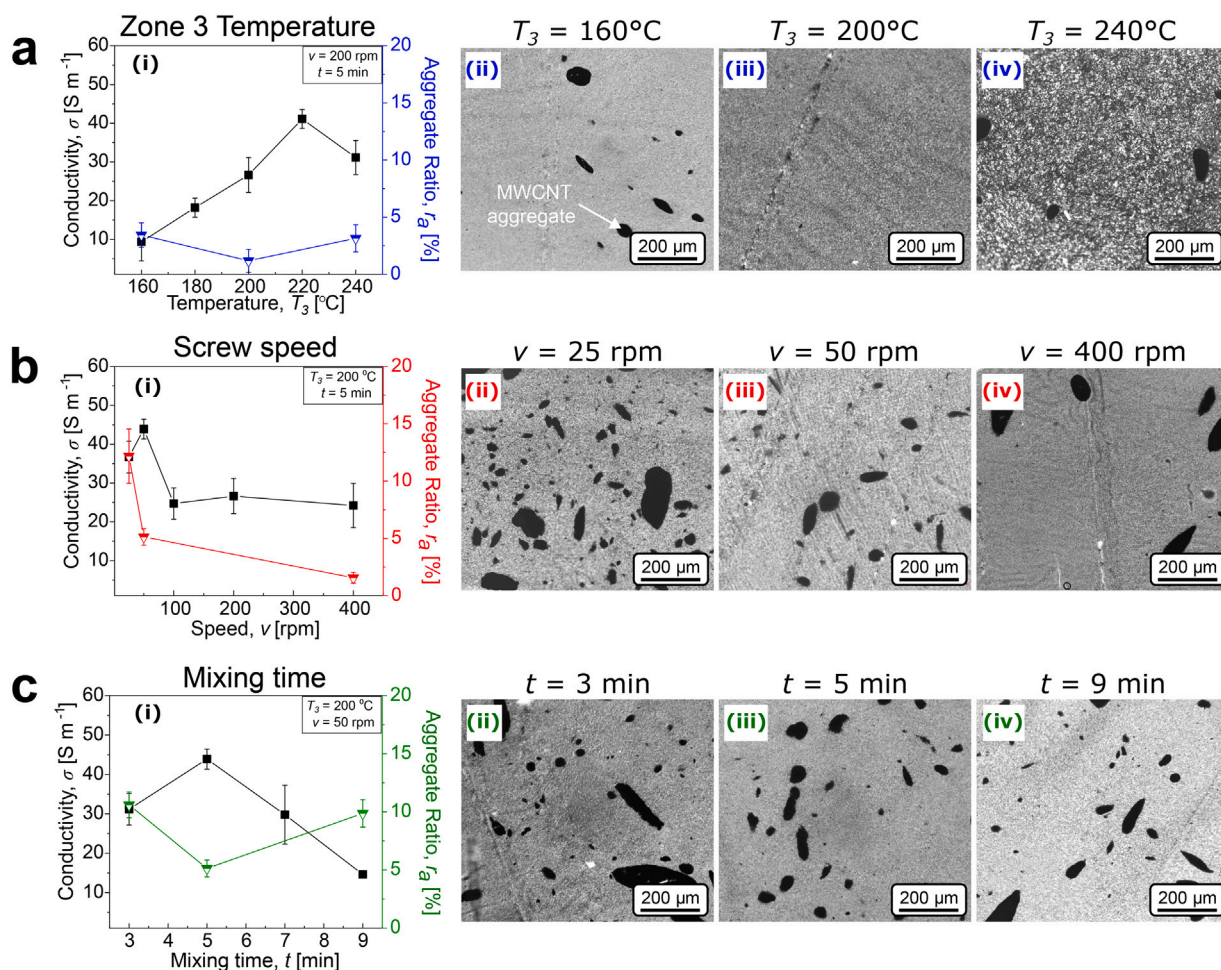 a
Zone 3 Temperature
(i)
v = 200 rpm
t = 5 min
Conductivity, σ [S m⁻¹]
60
50
40
30
20
10
Aggregate Ratio, rₐ [%]
20
15
10
5
0
160 180 200 220 240
Temperature, T₃ [°C]
T₃ = 160°C
(ii)
MWCNT
aggregate
200 µm
T₃ = 200°C
(iii)
200 µm
T₃ = 240°C
(iv)
200 µm
b
Screw speed
(i)
T₃ = 200 °C
t = 5 min
Conductivity, σ [S m⁻¹]
60
50
40
30
20
10
Aggregate Ratio, rₐ [%]
20
15
10
5
0
100 200 300 400
Speed, v [rpm]
v = 25 rpm
(ii)
200 µm
v = 50 rpm
(iii)
200 µm
v = 400 rpm
(iv)
200 µm
c
Mixing time
(i)
T₃ = 200 °C
v = 50 rpm
Conductivity, σ [S m⁻¹]
60
50
40
30
20
10
Aggregate Ratio, rₐ [%]
20
15
10
5
0
3 4 5 6 7 8 9
Mixing time, t [min]
t = 3 min
(ii)
200 µm
t = 5 min
(iii)
200 µm
t = 9 min
(iv)
200 µm